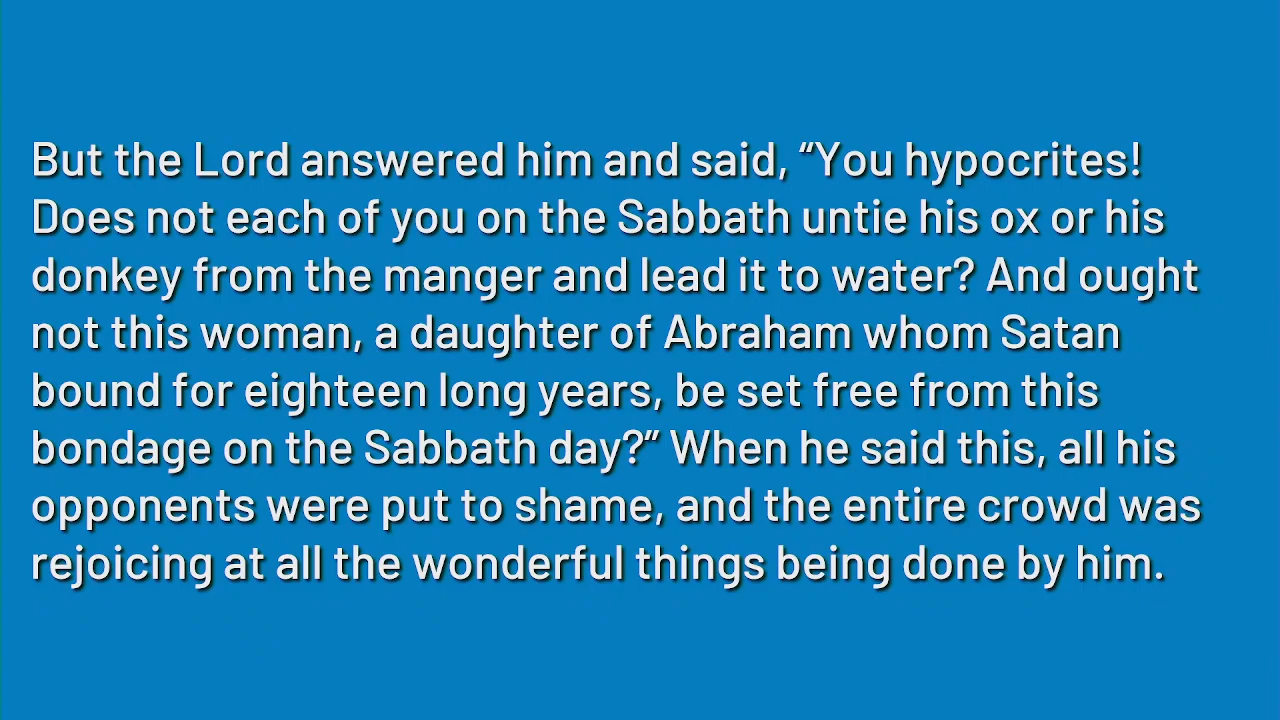 But the Lord answered him and said, “You hypocrites!
Does not each of you on the Sabbath untie his ox or his
donkey from the manger and lead it to water? And ought
not this woman, a daughter of Abraham whom Satan
bound for eighteen long years, be set free from this
bondage on the Sabbath day?” When he said this, all his
opponents were put to shame, and the entire crowd was
rejoicing at all the wonderful things being done by him.